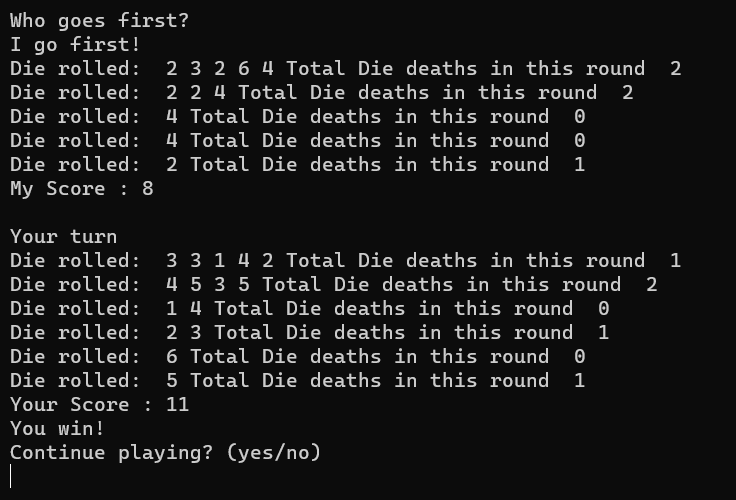 Who goes first?
I go first!
Die rolled:  2 3 2 6 4 Total Die deaths in this round  2
Die rolled:  2 2 4 Total Die deaths in this round  2
Die rolled:  4 Total Die deaths in this round  0
Die rolled:  4 Total Die deaths in this round  0
Die rolled:  2 Total Die deaths in this round  1
My Score : 8

Your turn
Die rolled:  3 3 1 4 2 Total Die deaths in this round  1
Die rolled:  4 5 3 5 Total Die deaths in this round  2
Die rolled:  1 4 Total Die deaths in this round  0
Die rolled:  2 3 Total Die deaths in this round  1
Die rolled:  6 Total Die deaths in this round  0
Die rolled:  5 Total Die deaths in this round  1
Your Score : 11
You win!
Continue playing? (yes/no)